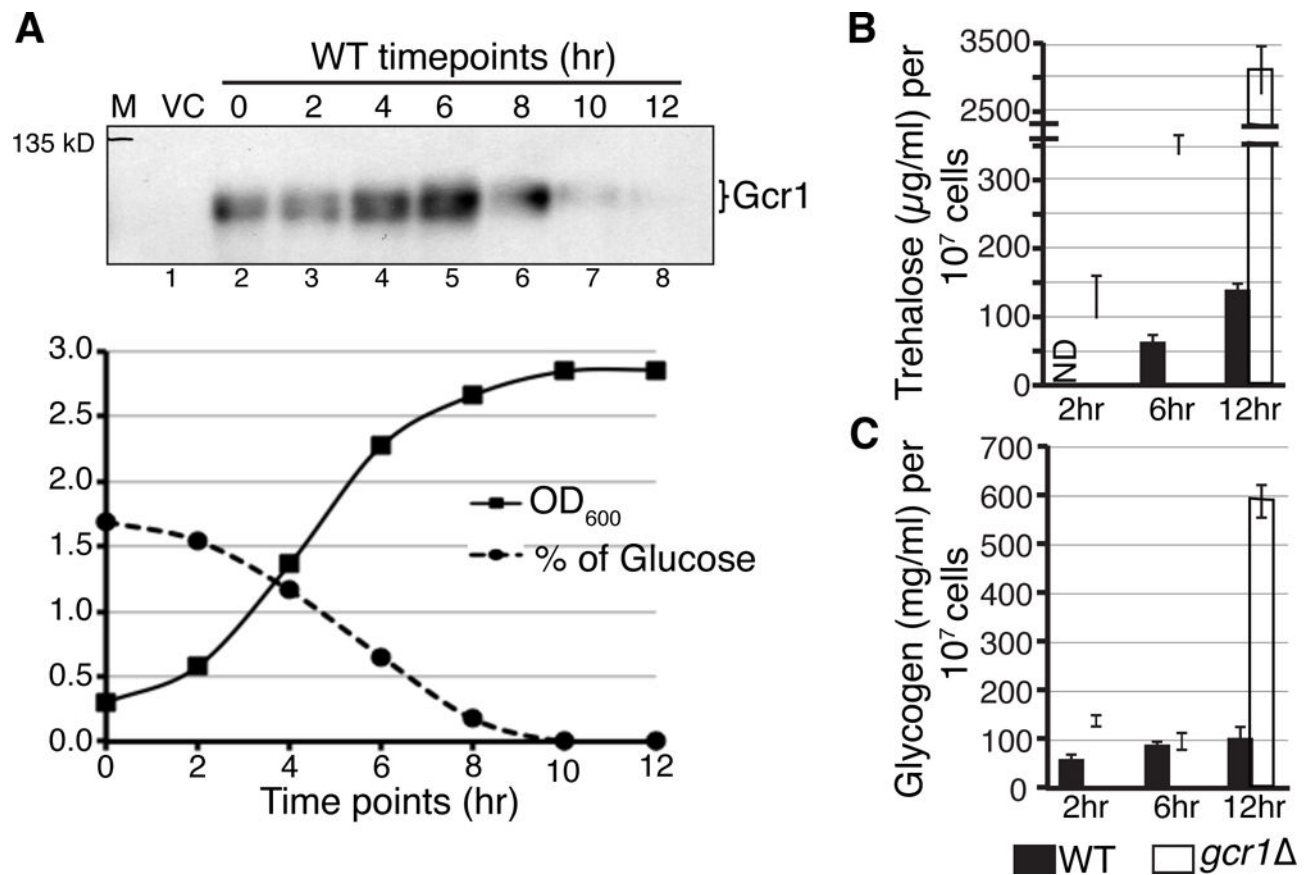 A
WT timepoints (hr)
M VC 0 2 4 6 8 10 12
135 kD
}Gcr1
1 2 3 4 5 6 7 8
3.0
2.5
2.0
1.5
1.0
0.5
0.0
OD600
% of Glucose
0 2 4 6 8 10 12
Time points (hr)
B
Trehalose (µg/ml) per
10⁷ cells
3500
2500
300
200
100
0
ND
2hr 6hr 12hr
C
Glycogen (mg/ml) per
10⁷ cells
700
600
500
400
300
200
100
0
2hr 6hr 12hr
WT gcr1Δ